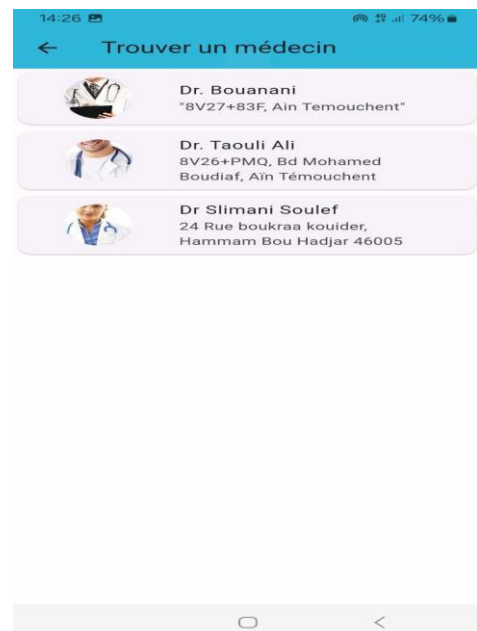 14:26
74%
Trouver un médecin
Dr. Bouanani
"8V27+83F, Ain Temouchent"
Dr. Taouli Ali
8V26+PMQ, Bd Mohamed
Boudiaf, Aïn Témouchent
Dr Slimani Soulef
24 Rue boukraa kouider,
Hammam Bou Hadjar 46005